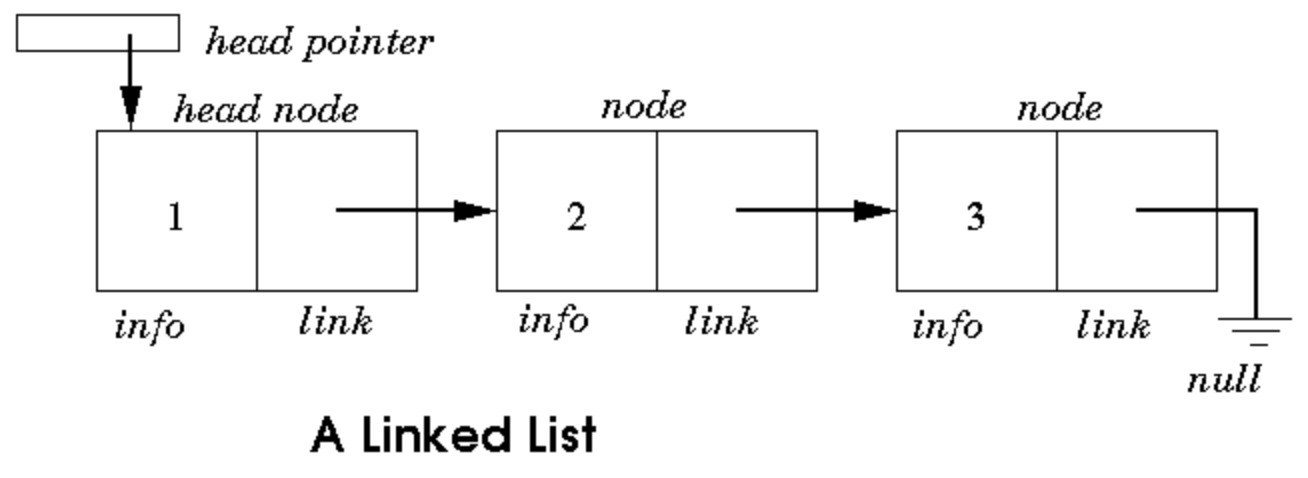 head pointer
head node node node
1 2 3
info link info link info link
null
A Linked List